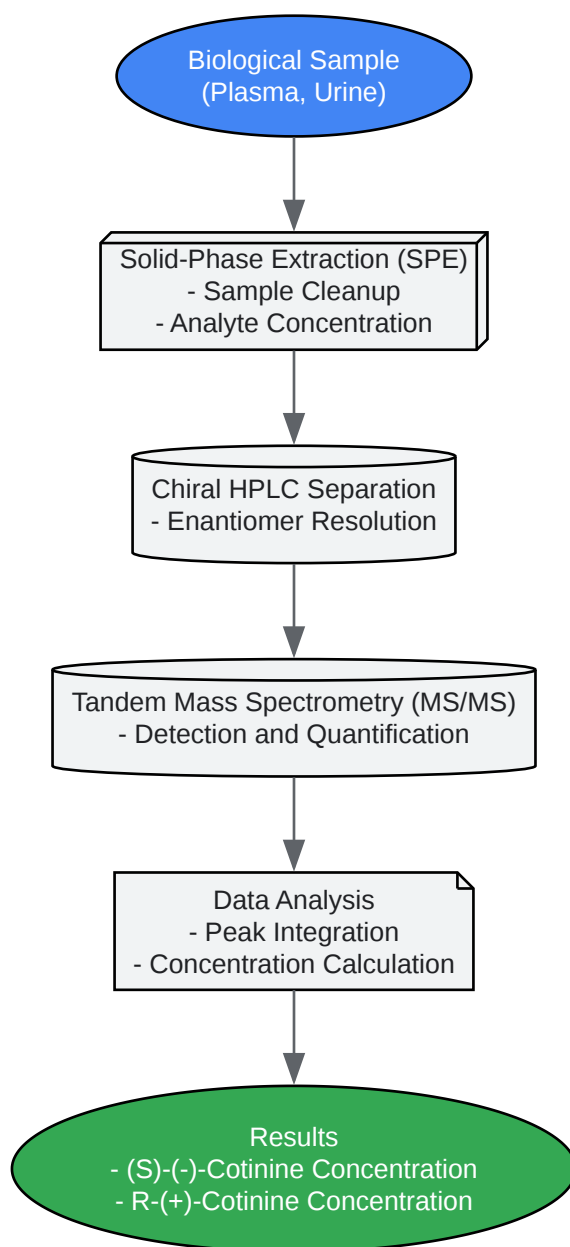 Biological Sample
(Plasma, Urine)
Solid-Phase Extraction (SPE)
- Sample Cleanup
- Analyte Concentration
Chiral HPLC Separation
- Enantiomer Resolution
Tandem Mass Spectrometry (MS/MS)
- Detection and Quantification
Data Analysis
- Peak Integration
- Concentration Calculation
Results
- (S)-(-)-Cotinine Concentration
- R-(+)-Cotinine Concentration